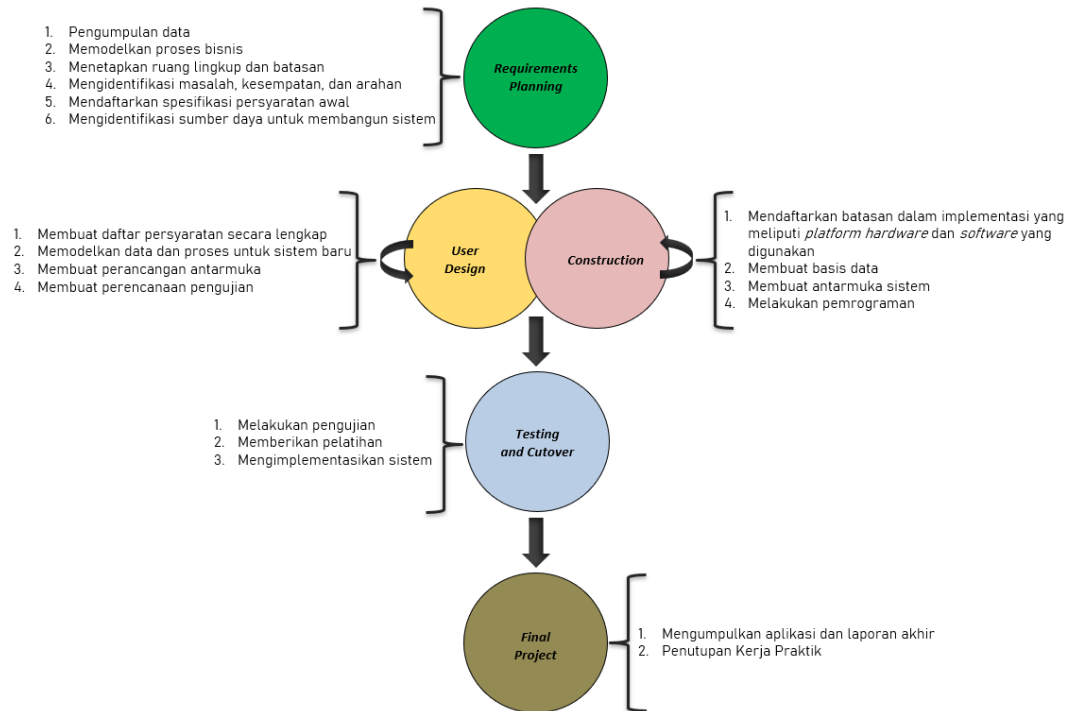 1. Pengumpulan data
2. Memodelkan proses bisnis
3. Menetapkan ruang lingkup dan batasan
4. Mengidentifikasi masalah, kesempatan, dan arahan
5. Mendaftarkan spesifikasi persyaratan awal
6. Mengidentifikasi sumber daya untuk membangun sistem
Requirements
Planning
1. Membuat daftar persyaratan secara lengkap
2. Memodelkan data dan proses untuk sistem baru
3. Membuat perancangan antarmuka
4. Membuat perencanaan pengujian
User
Design
Construction
1. Mendaftarkan batasan dalam implementasi yang
meliputi platform hardware dan software yang
digunakan
2. Membuat basis data
3. Membuat antarmuka sistem
4. Melakukan pemrograman
1. Melakukan pengujian
2. Memberikan pelatihan
3. Mengimplementasikan sistem
Testing
and Cutover
Final
Project
1. Mengumpulkan aplikasi dan laporan akhir
2. Penutupan Kerja Praktik